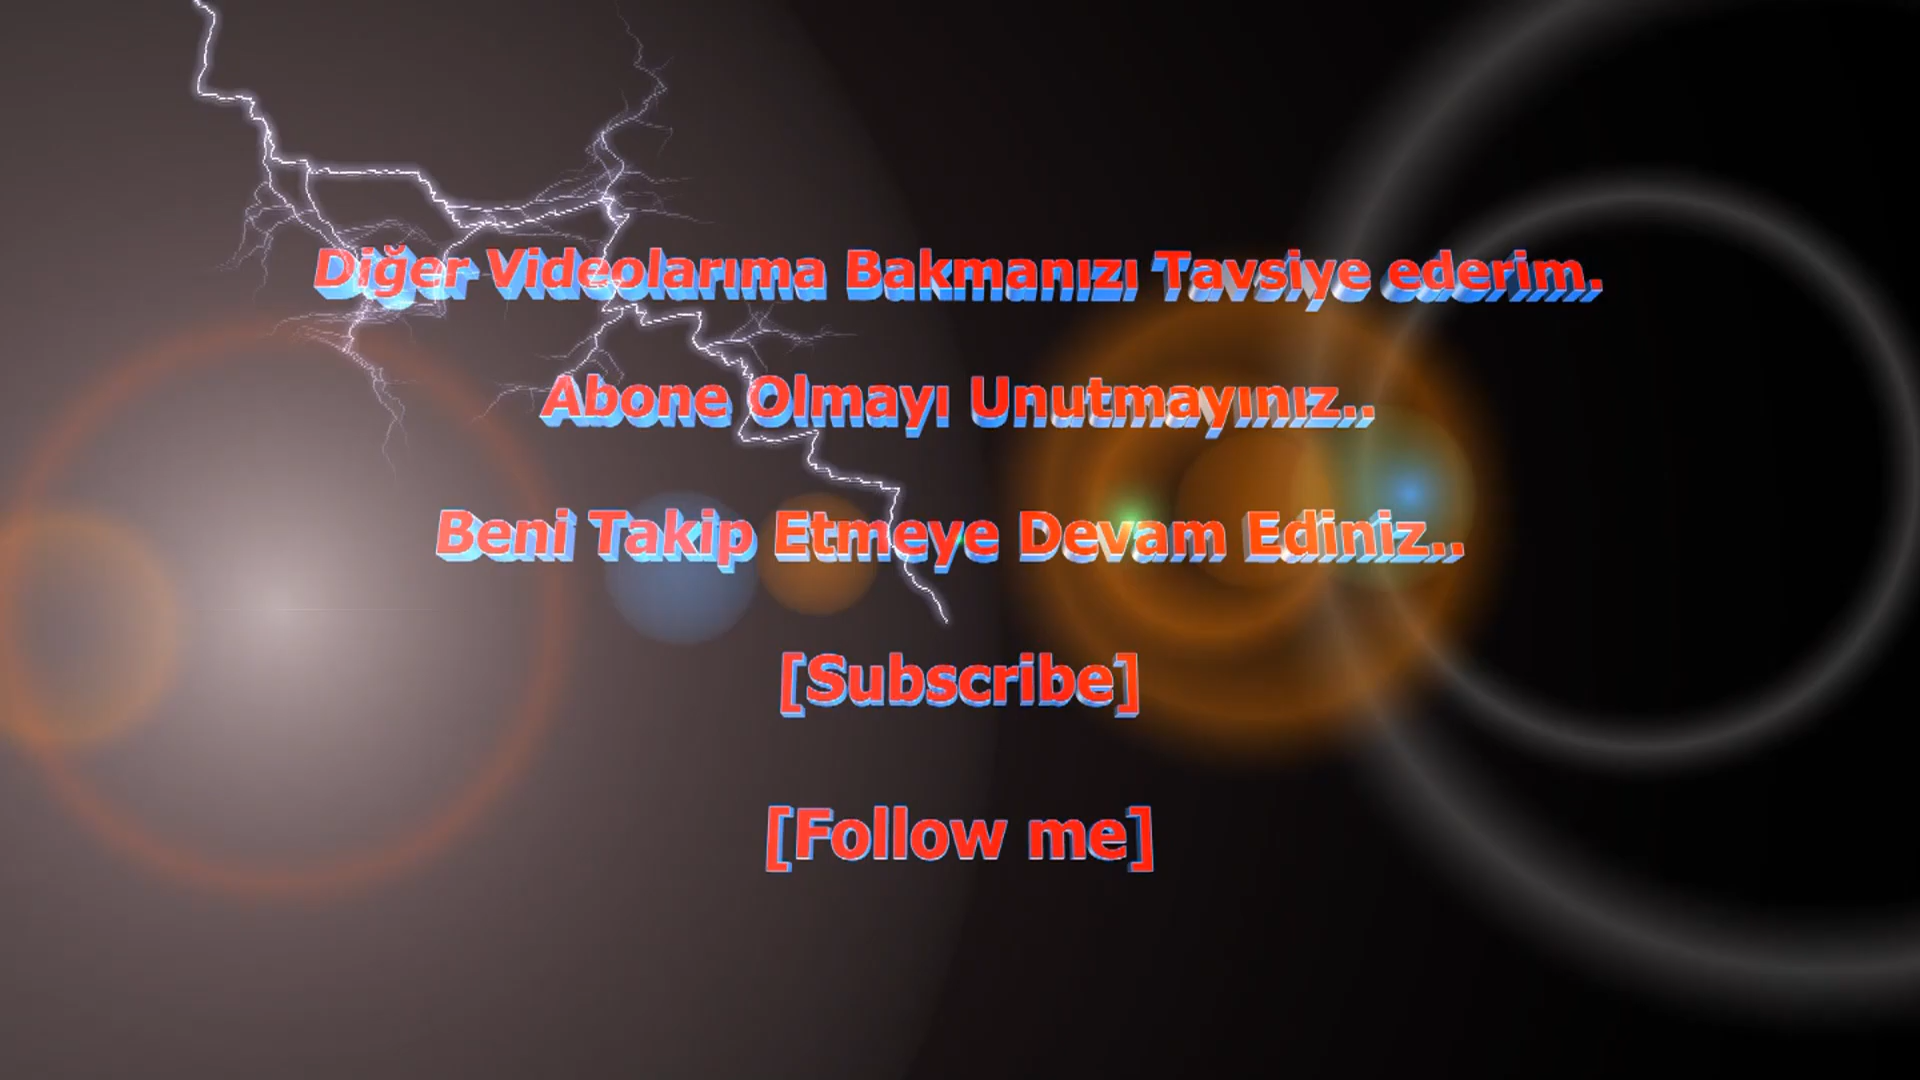 Diğer Videolarıma Bakmanızı Tavsiye ederim.
Abone Olmayı Unutmayınız..
Beni Takip Etmeye Devam Ediniz..
[Subscribe]
[Follow me]